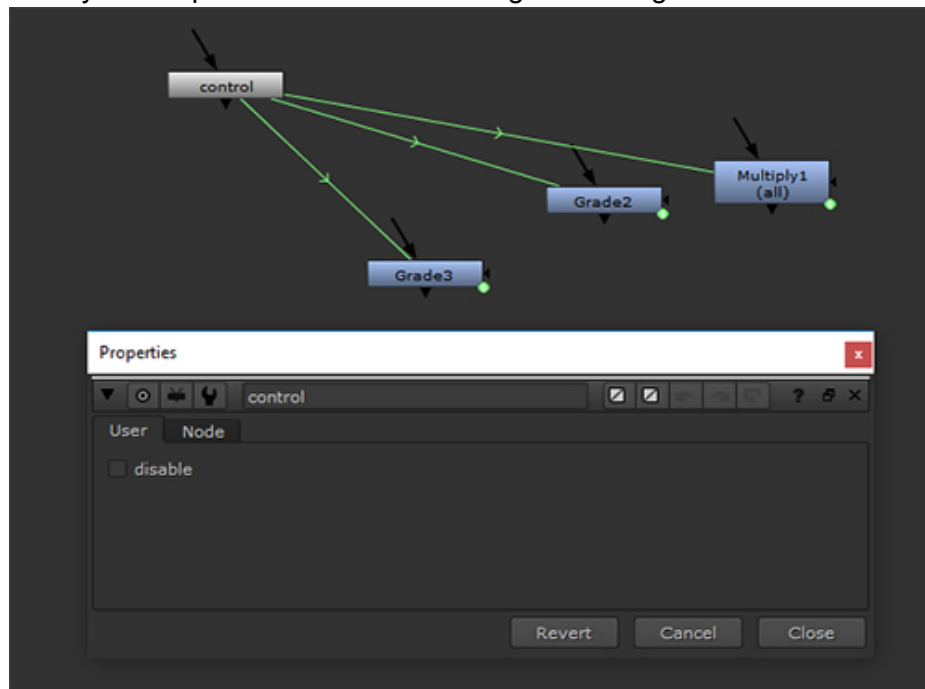 control
Multiply1
(all)
Grade2
Grade3
Properties
control
?
User Node
disable
Revert Cancel Close